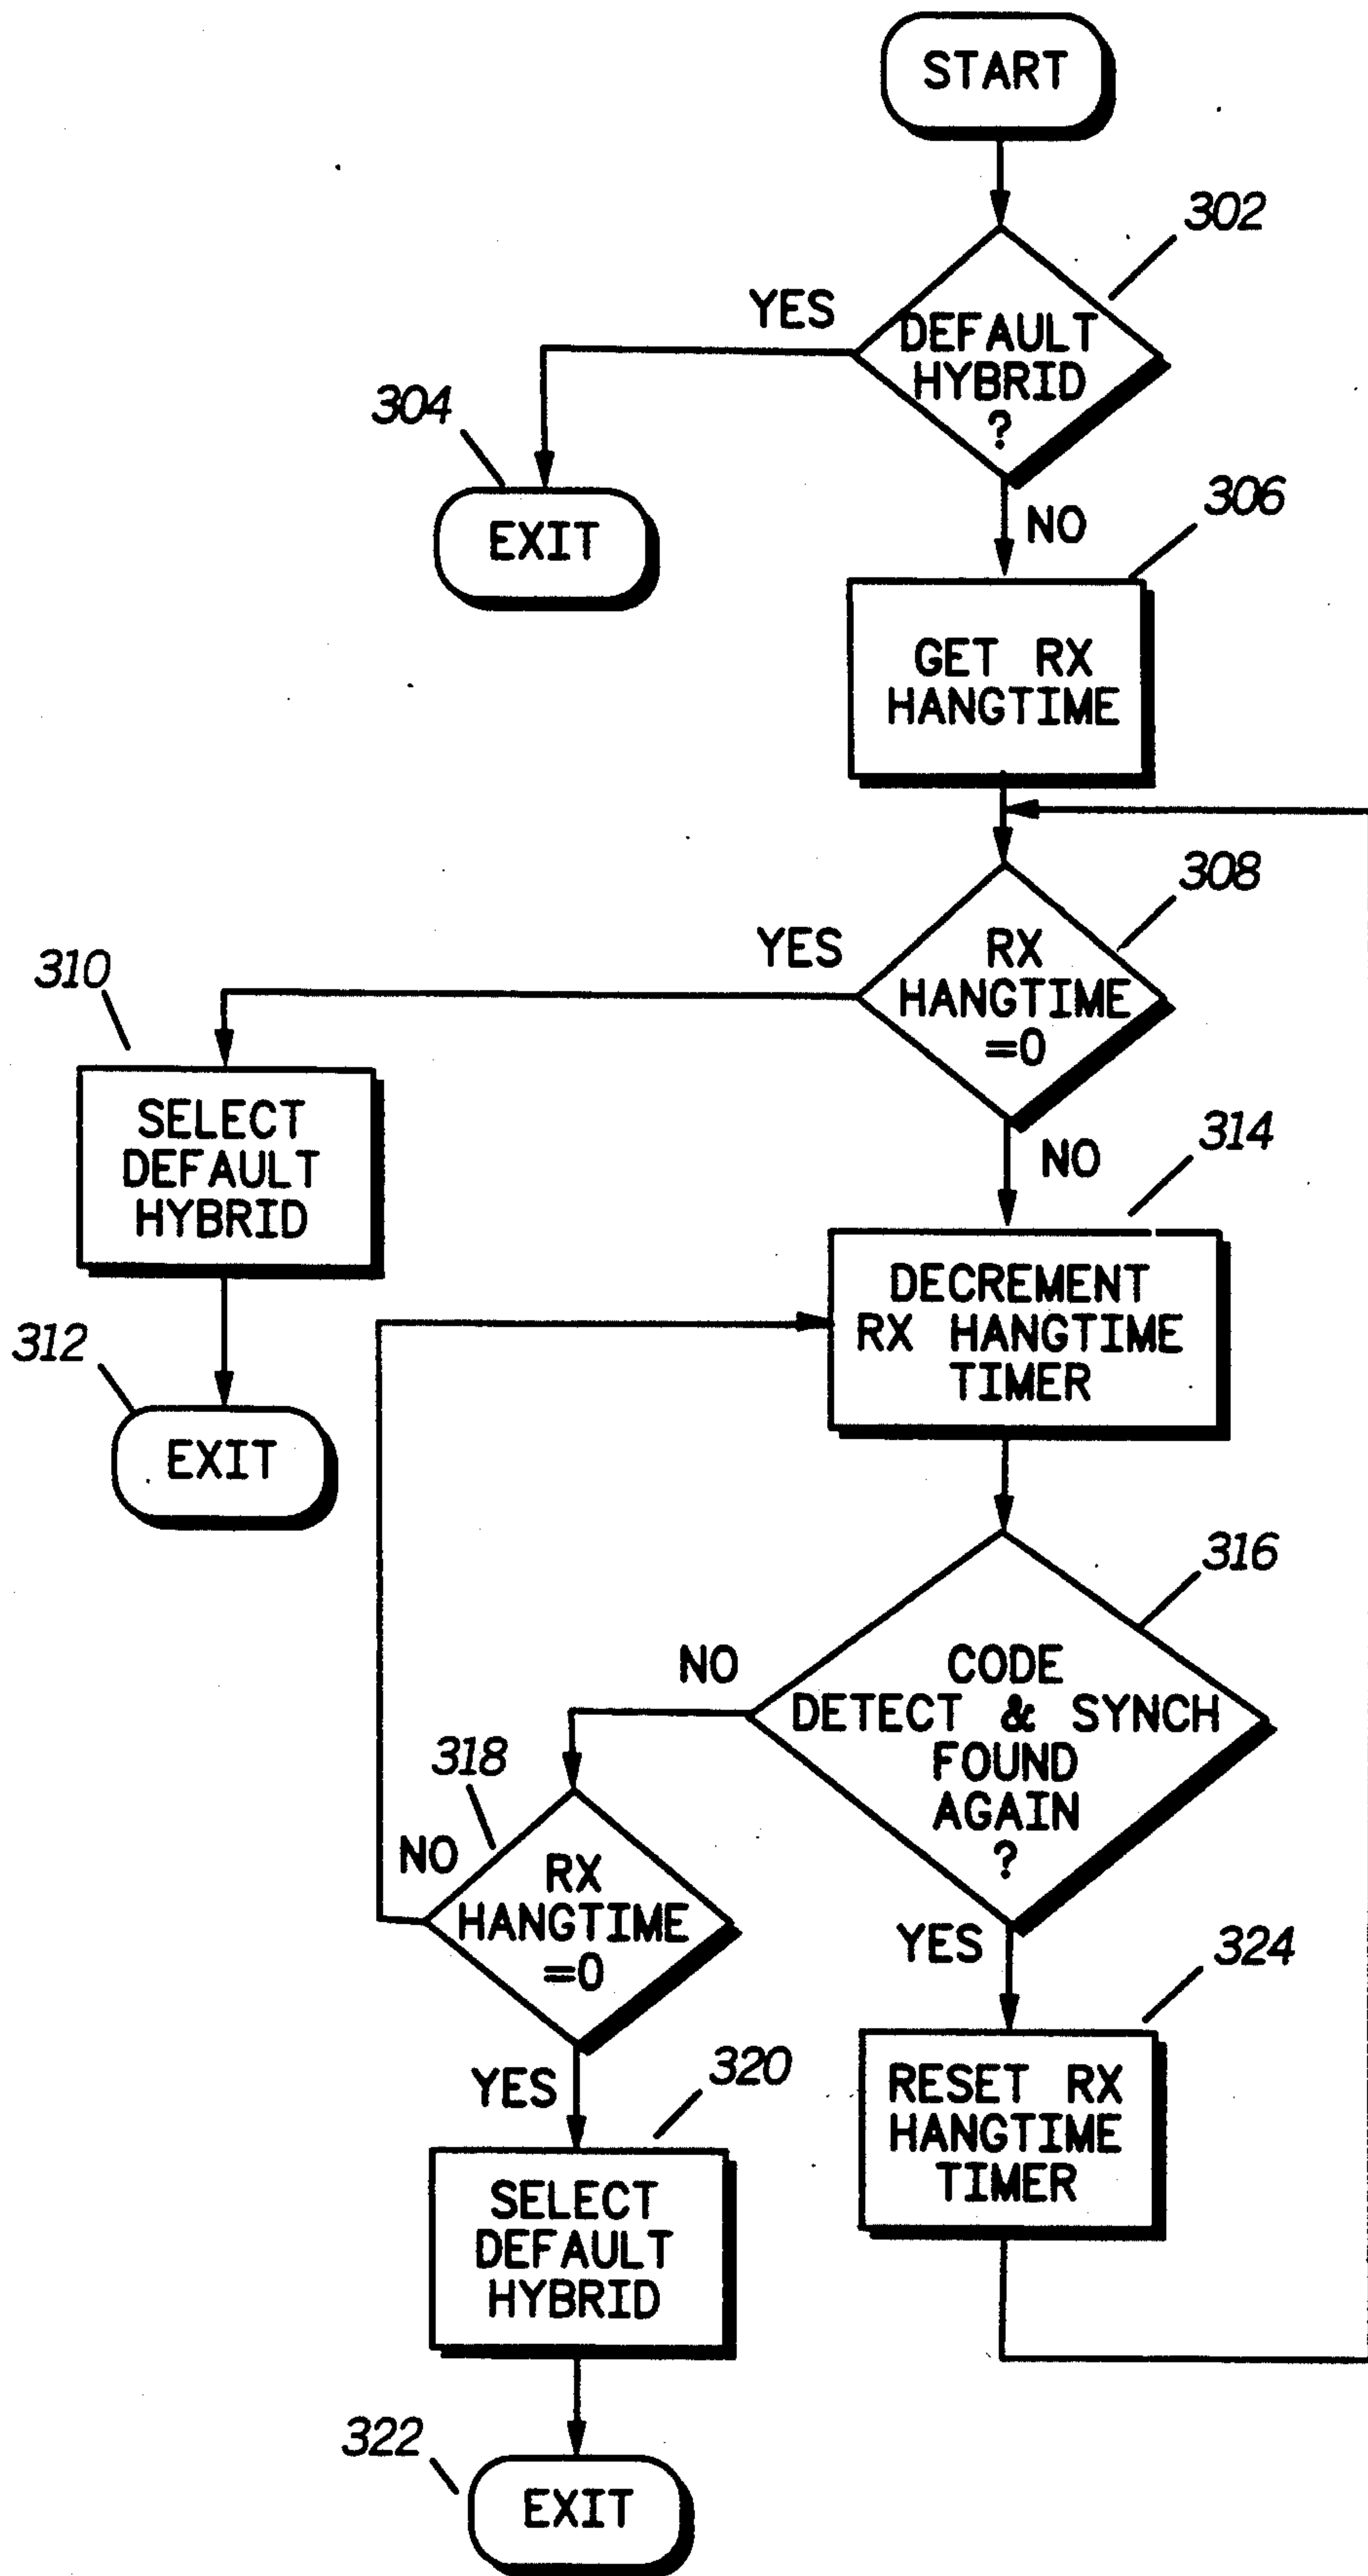 START
302
YES
DEFAULT
HYBRID
?
304
EXIT
NO
306
GET RX
HANGTIME
308
YES
RX
HANGTIME
=0
310
SELECT
DEFAULT
HYBRID
NO
314
312
EXIT
DECREMENT
RX HANGTIME
TIMER
316
NO
CODE
DETECT & SYNCH
FOUND
AGAIN
?
318
NO
RX
HANGTIME
=0
YES
324
YES
320
RESET RX
HANGTIME
TIMER
SELECT
DEFAULT
HYBRID
322
EXIT